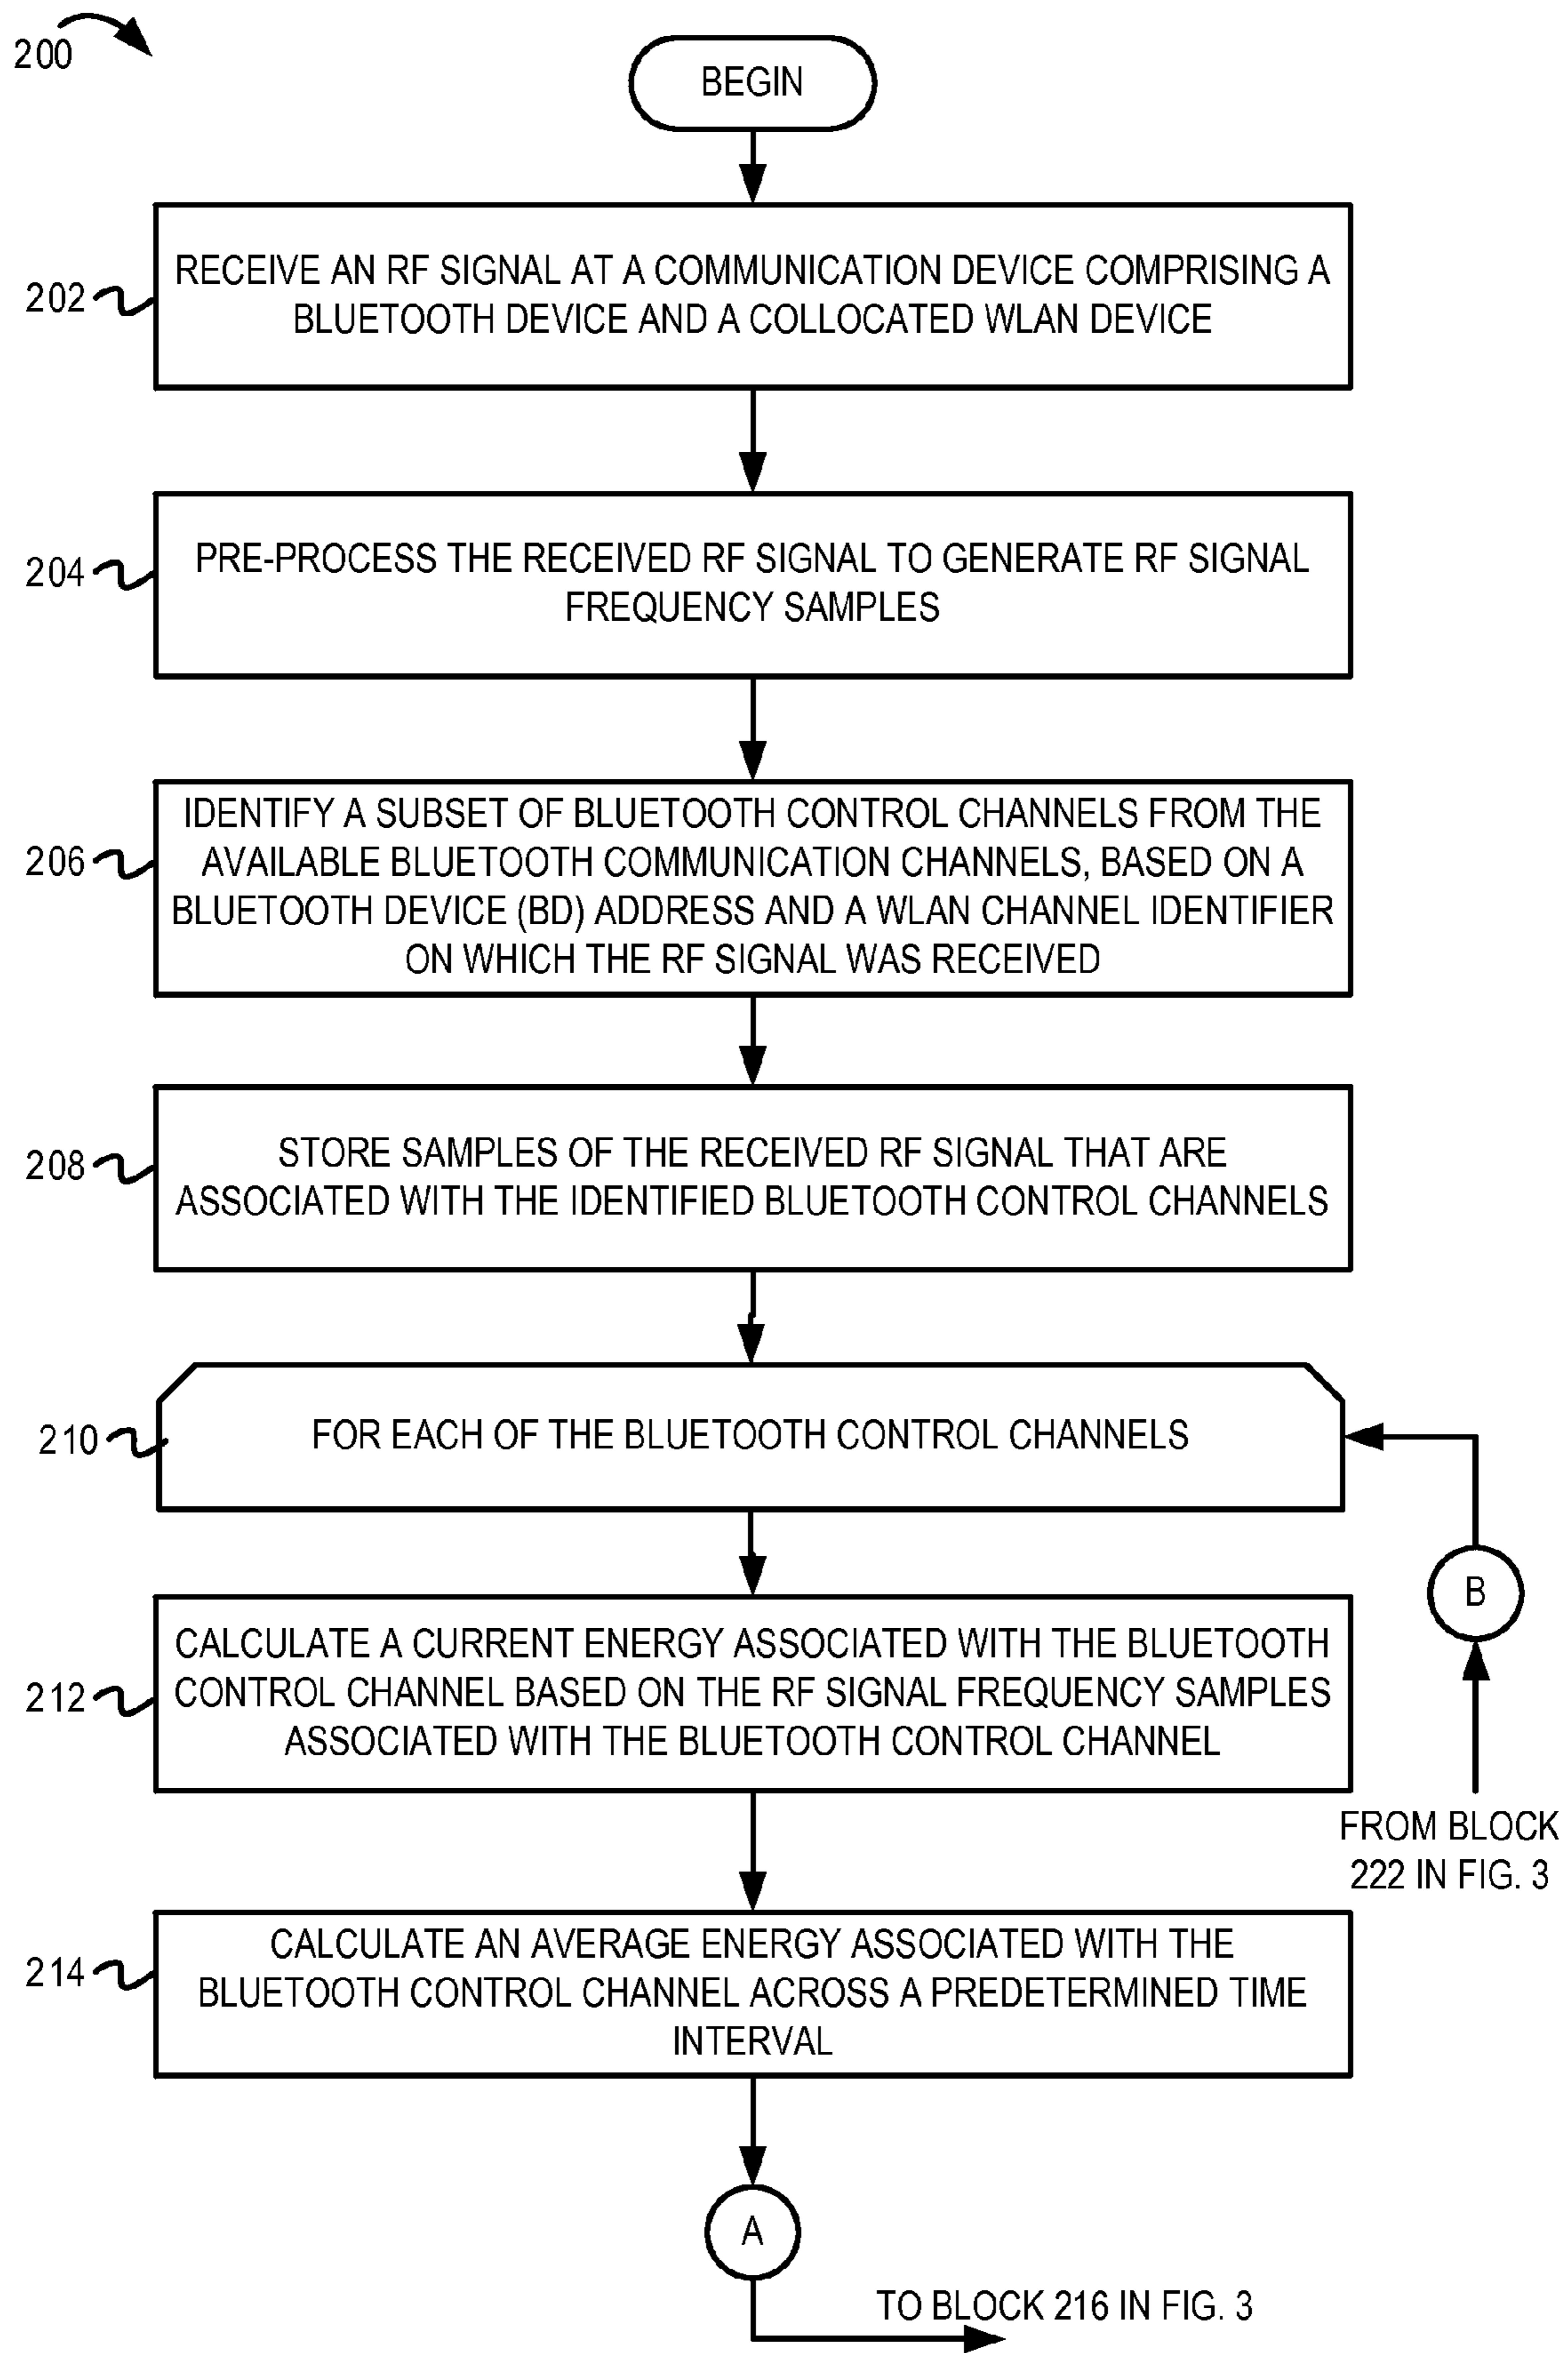 200
BEGIN
202
RECEIVE AN RF SIGNAL AT A COMMUNICATION DEVICE COMPRISING A
BLUETOOTH DEVICE AND A COLLOCATED WLAN DEVICE
204
PRE-PROCESS THE RECEIVED RF SIGNAL TO GENERATE RF SIGNAL
FREQUENCY SAMPLES
206
IDENTIFY A SUBSET OF BLUETOOTH CONTROL CHANNELS FROM THE
AVAILABLE BLUETOOTH COMMUNICATION CHANNELS, BASED ON A
BLUETOOTH DEVICE (BD) ADDRESS AND A WLAN CHANNEL IDENTIFIER
ON WHICH THE RF SIGNAL WAS RECEIVED
208
STORE SAMPLES OF THE RECEIVED RF SIGNAL THAT ARE
ASSOCIATED WITH THE IDENTIFIED BLUETOOTH CONTROL CHANNELS
210
FOR EACH OF THE BLUETOOTH CONTROL CHANNELS
B
FROM BLOCK
222 IN FIG. 3
212
CALCULATE A CURRENT ENERGY ASSOCIATED WITH THE BLUETOOTH
CONTROL CHANNEL BASED ON THE RF SIGNAL FREQUENCY SAMPLES
ASSOCIATED WITH THE BLUETOOTH CONTROL CHANNEL
214
CALCULATE AN AVERAGE ENERGY ASSOCIATED WITH THE
BLUETOOTH CONTROL CHANNEL ACROSS A PREDETERMINED TIME
INTERVAL
A
TO BLOCK 216 IN FIG. 3